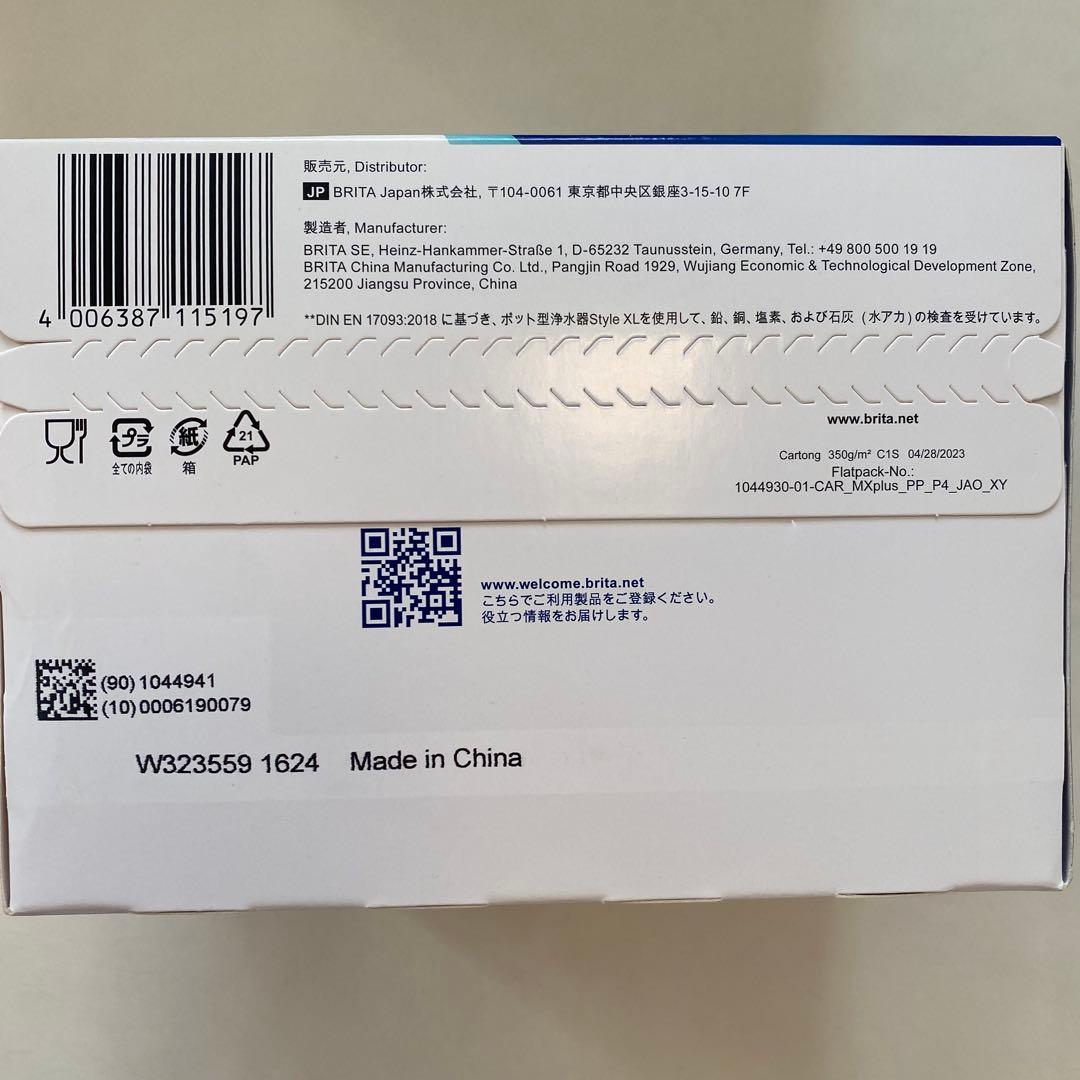 4 006387 115197
販売元, Distributor:
JP BRITA Japan株式会社, 〒104-0061 東京都中央区銀座3-15-10 7F
製造者, Manufacturer:
BRITA SE, Heinz-Hankammer-Straße 1, D-65232 Taunusstein, Germany, Tel.: +49 800 500 19 19
BRITA China Manufacturing Co. Ltd., Pangjin Road 1929, Wujiang Economic & Technological Development Zone,
215200 Jiangsu Province, China
**DIN EN 17093:2018 に基づき、ポット型浄水器Style XLを使用して、鉛、銅、塩素、および石灰 (水アカ) の検査を受けています。
プラ
全ての内袋
紙
箱
21
PAP
www.brita.net
Cartong 350g/m² C1S 04/28/2023
Flatpack-No.:
1044930-01-CAR_MXplus_PP_P4_JAO_XY
www.welcome.brita.net
こちらでご利用製品をご登録ください。
役立つ情報をお届けします。
(90) 1044941
(10) 0006190079
W323559 1624 Made in China